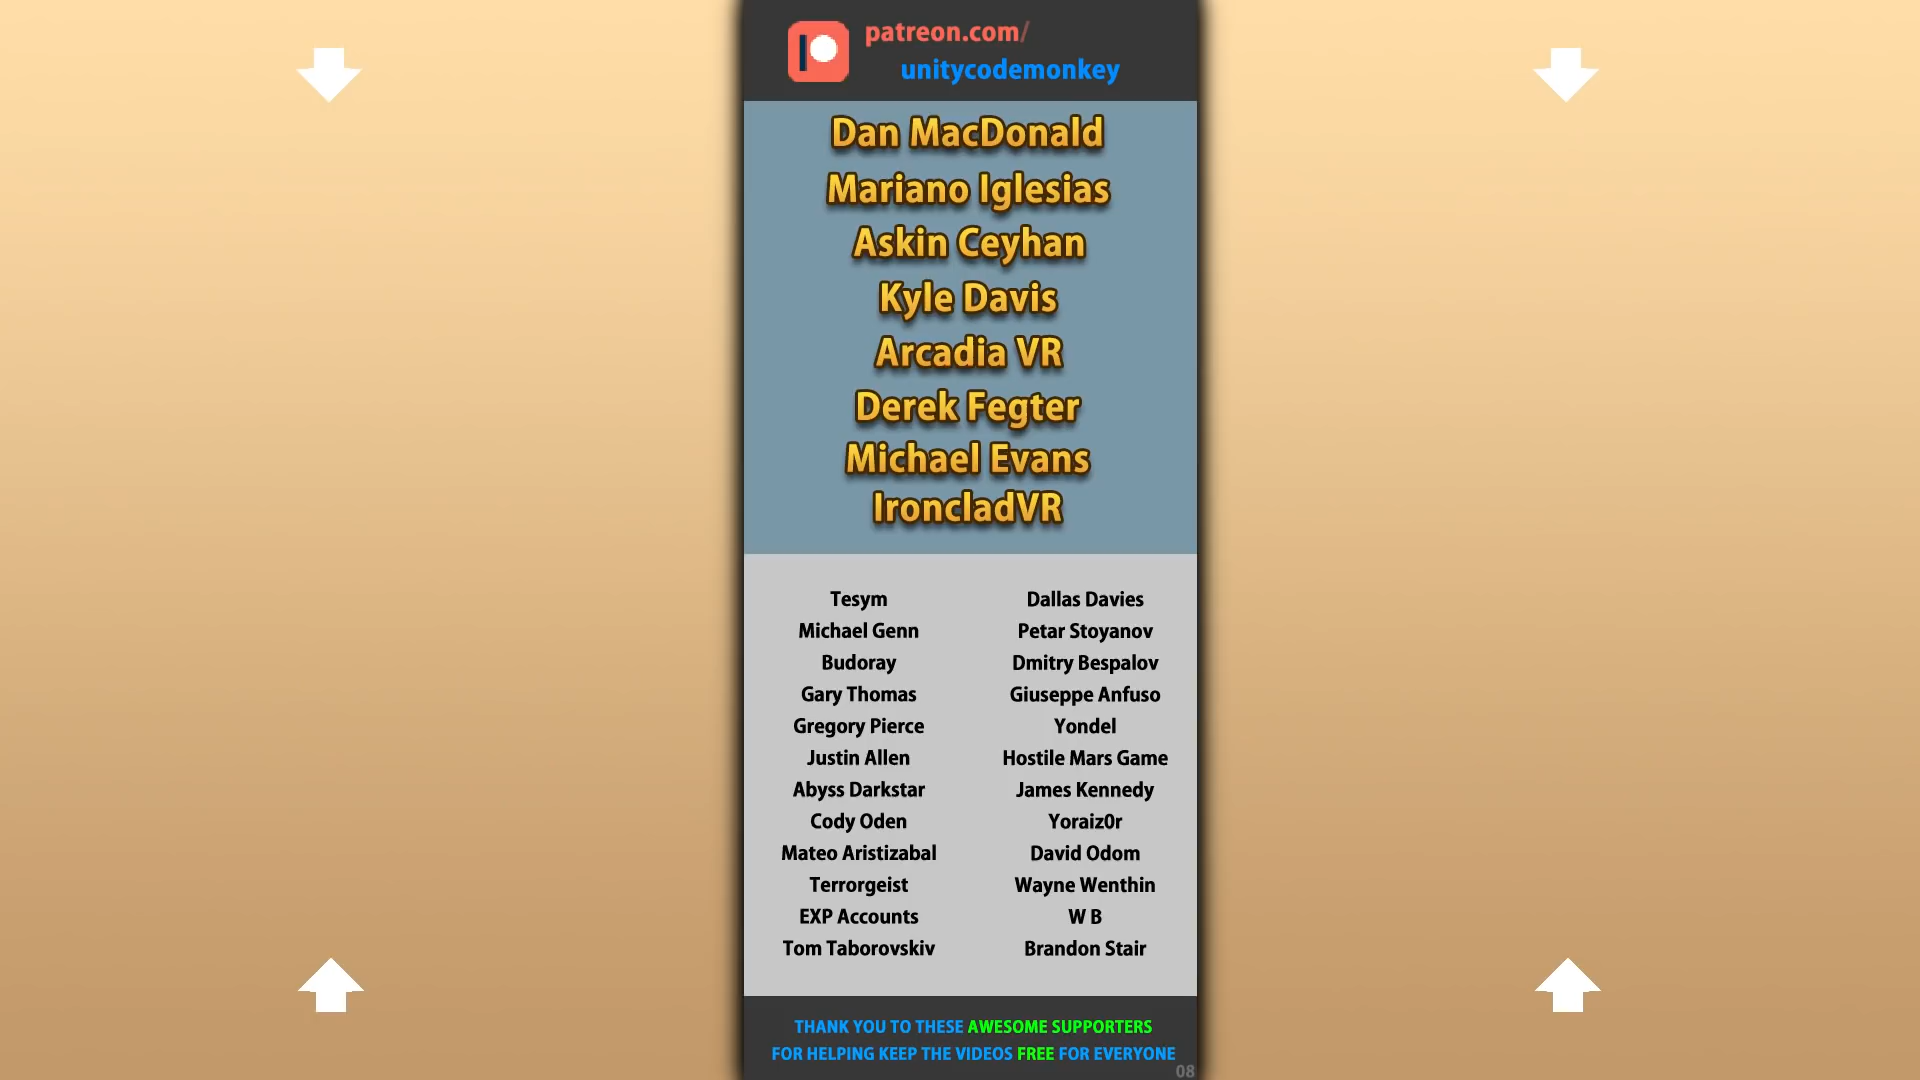 patreon.com/
unitycodemonkey
Dan MacDonald
Mariano Iglesias
Askin Ceyhan
Kyle Davis
Arcadia VR
Derek Fegter
Michael Evans
IroncladVR
Tesym
Michael Genn
Budoray
Gary Thomas
Gregory Pierce
Justin Allen
Abyss Darkstar
Cody Oden
Mateo Aristizabal
Terrorgeist
EXP Accounts
Tom Taborovskiv
Dallas Davies
Petar Stoyanov
Dmitry Bespalov
Giuseppe Anfuso
Yondel
Hostile Mars Game
James Kennedy
Yoraiz0r
David Odom
Wayne Wenthin
W B
Brandon Stair
THANK YOU TO THESE AWESOME SUPPORTERS
FOR HELPING KEEP THE VIDEOS FREE FOR EVERYONE
08